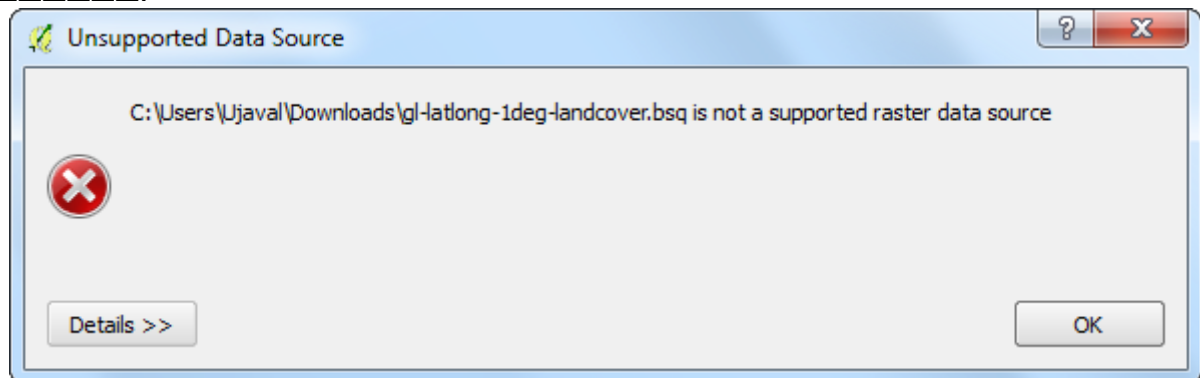 Unsupported Data Source
C:\Users\Ujaval\Downloads\gl-latlong-1deg-landcover.bsq is not a supported raster data source
Details >>
OK